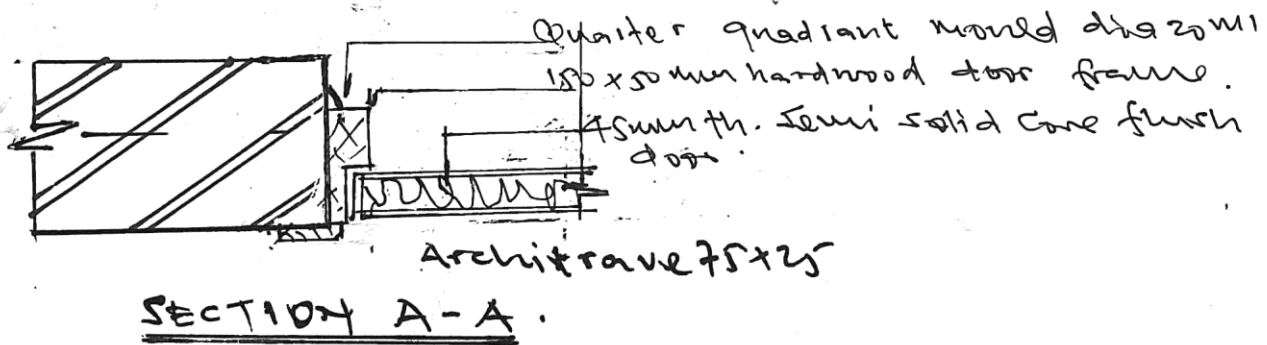 Quarter quadrant mould dia 20mm
150 x 50 mm hardwood door frame.
45mm th. Semi solid core flush
door.
Architrave 75x25
SECTION A-A.